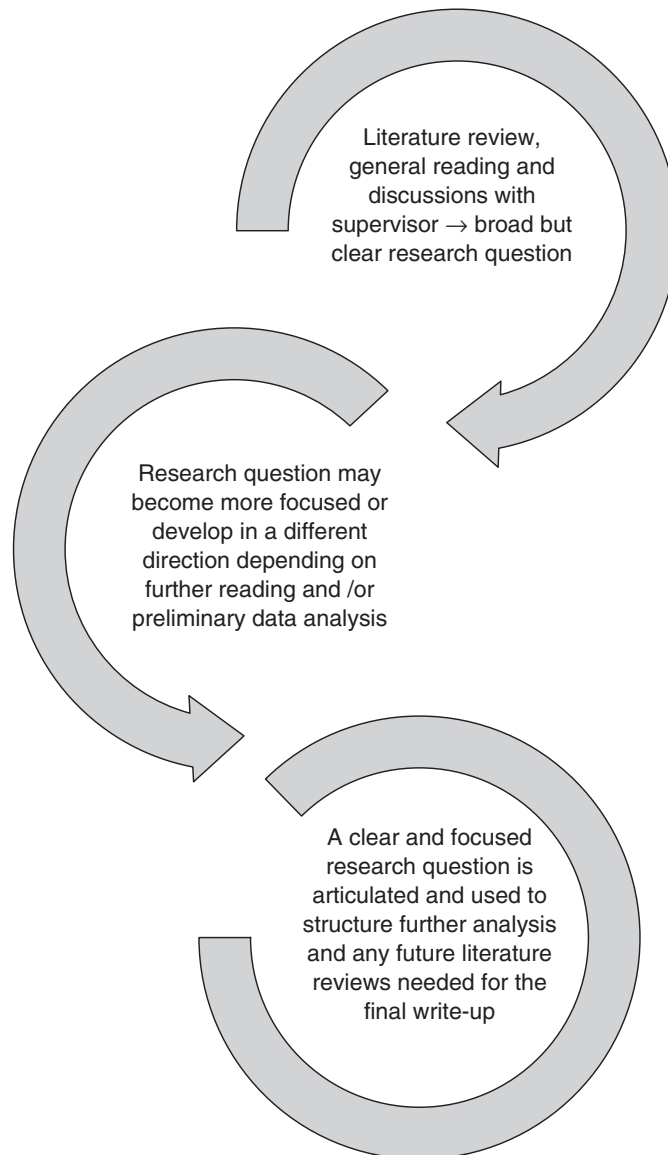 Literature review,
general reading and
discussions with
supervisor → broad but
clear research question
Research question may
become more focused or
develop in a different
direction depending on
further reading and /or
preliminary data analysis
A clear and focused
research question is
articulated and used to
structure further analysis
and any future literature
reviews needed for the
final write-up